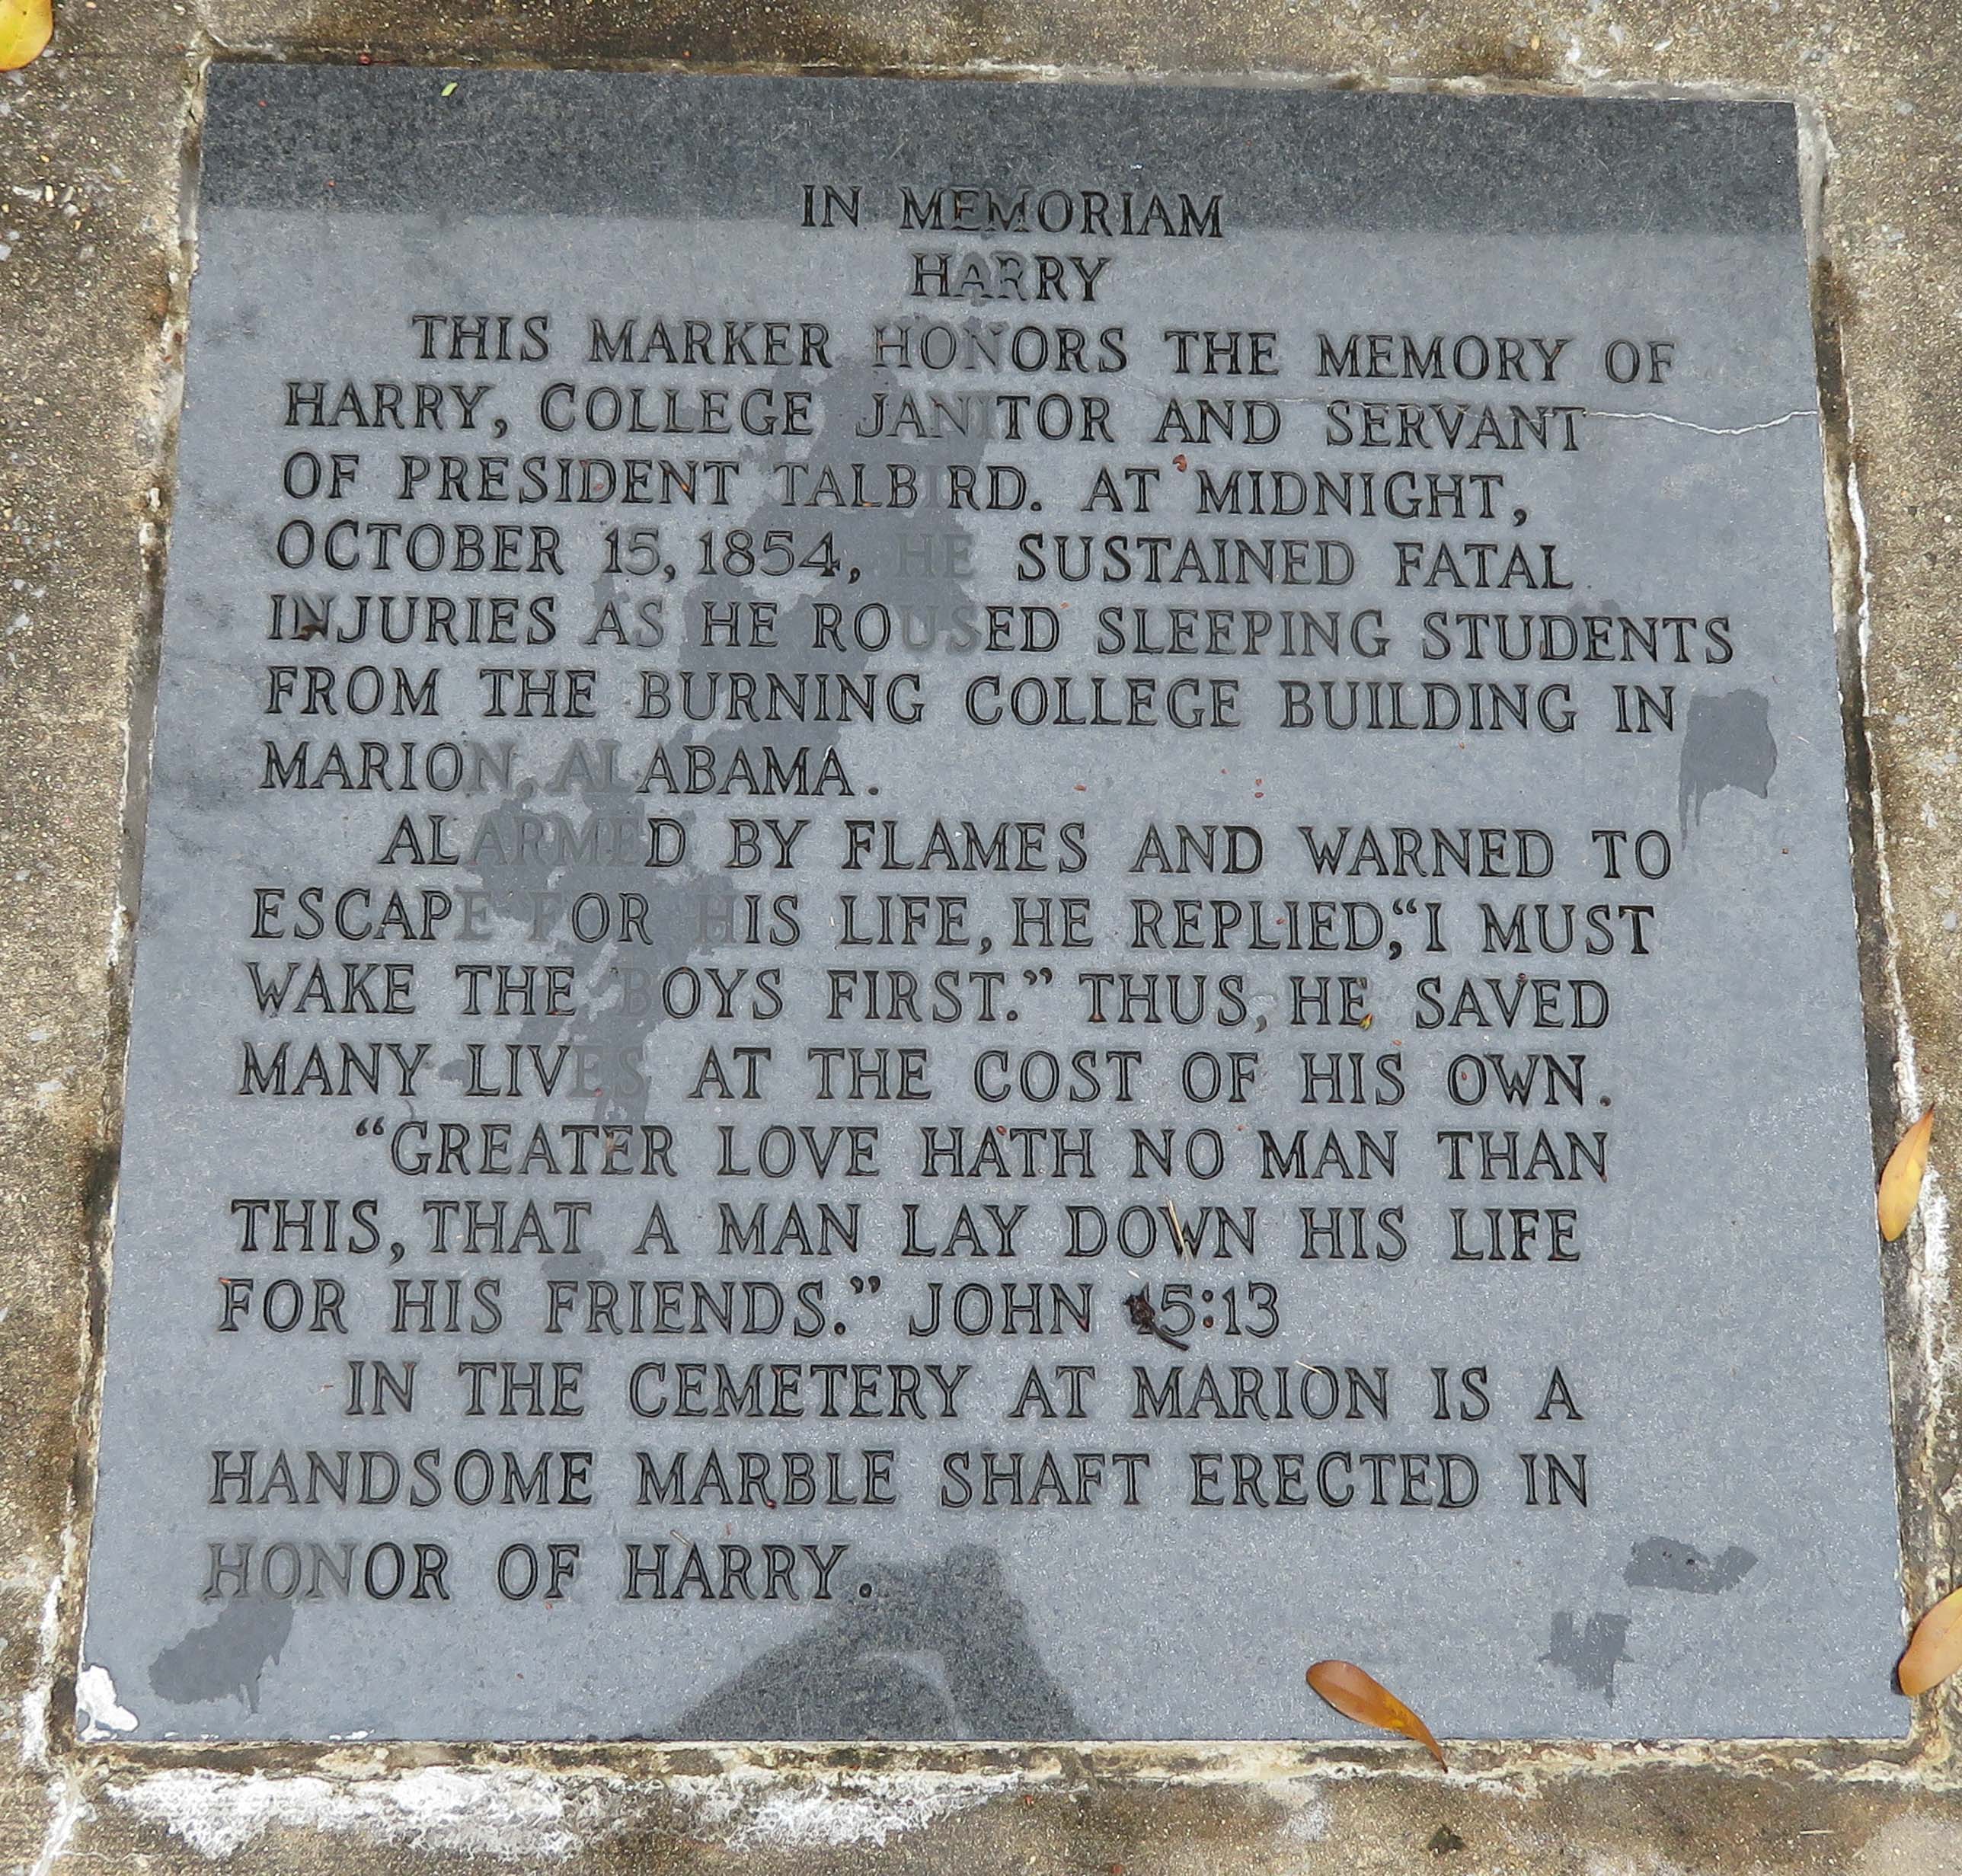 IN MEMORIAM
HARRY
THIS MARKER HONORS THE MEMORY OF
HARRY, COLLEGE JANITOR AND SERVANT
OF PRESIDENT TALBIRD. AT MIDNIGHT,
OCTOBER 15, 1854, HE SUSTAINED FATAL
INJURIES AS HE ROUSED SLEEPING STUDENTS
FROM THE BURNING COLLEGE BUILDING IN
MARION, ALABAMA.
ALARMED BY FLAMES AND WARNED TO
ESCAPE FOR HIS LIFE, HE REPLIED, “I MUST
WAKE THE BOYS FIRST.” THUS, HE SAVED
MANY LIVES AT THE COST OF HIS OWN.
“GREATER LOVE HATH NO MAN THAN
THIS, THAT A MAN LAY DOWN HIS LIFE
FOR HIS FRIENDS.” JOHN 15:13
IN THE CEMETERY AT MARION IS A
HANDSOME MARBLE SHAFT ERECTED IN
HONOR OF HARRY.